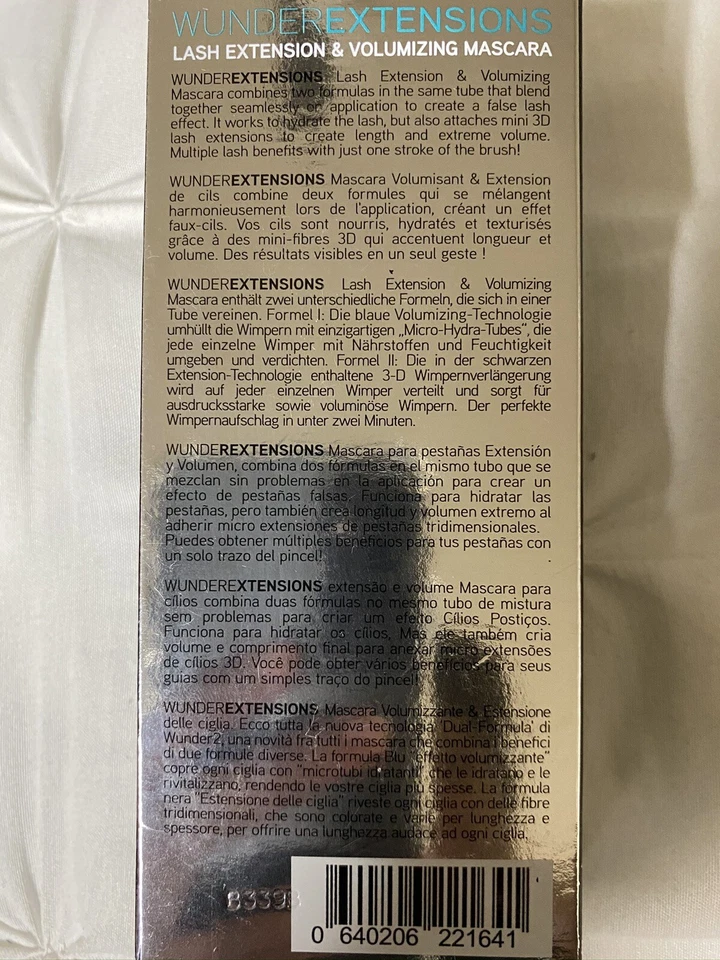 WUNDEREXTENSIONS
LASH EXTENSION & VOLUMIZING MASCARA
WUNDEREXTENSIONS Lash Extension & Volumizing
Mascara combines two formulas in the same tube that blend
together seamlessly on application to create a false lash
effect. It works to hydrate the lash, but also attaches mini 3D
lash extensions to create length and extreme volume.
Multiple lash benefits with just one stroke of the brush!
WUNDEREXTENSIONS Mascara Volumisant & Extension
de cils combine deux formules qui se mélangent
harmonieusement lors de l'application, créant un effet
faux-cils. Vos cils sont nourris, hydratés et texturisés
grâce à des mini-fibres 3D qui accentuent longueur et
volume. Des résultats visibles en un seul geste !
WUNDEREXTENSIONS Lash Extension & Volumizing
Mascara enthält zwei unterschiedliche Formeln, die sich in einer
Tube vereinen. Formel I: Die blaue Volumizing-Technologie
umhüllt die Wimpern mit einzigartigen „Micro-Hydra-Tubes“, die
jede einzelne Wimper mit Nährstoffen und Feuchtigkeit
umgeben und verdichten. Formel II: Die in der schwarzen
Extension-Technologie enthaltene 3-D Wimpernverlängerung
wird auf jeder einzelnen Wimper verteilt und sorgt für
ausdrucksstarke sowie voluminöse Wimpern. Der perfekte
Wimpernaufschlag in unter zwei Minuten.
WUNDEREXTENSIONS Mascara para pestañas Extensión
y Volumen, combina dos fórmulas en el mismo tubo que se
mezclan sin problemas en la aplicación para crear un
efecto de pestañas falsas. Funciona para hidratar las
pestañas, pero también crea longitud y volumen extremo al
adherir micro extensiones de pestañas tridimensionales.
Puedes obtener múltiples beneficios para tus pestañas con
un solo trazo del pincel!
WUNDEREXTENSIONS extensão e volume Mascara para
cílios combina duas fórmulas no mesmo tubo de mistura
sem problemas para criar um efeito Cílios Postiços.
Funciona para hidratar os cílios, Mas ele também cria
volume e comprimento final para anexar micro extensões
de cílios 3D. Você pode obter vários benefícios para seus
guias com um simples traço do pincel!
WUNDEREXTENSIONS Mascara Volumizzante & Estensione
delle ciglia. Ecco tutta la nuova tecnologia 'Dual-Formula' di
Wunder2, una novità fra tutti i mascara che combina i benefici
di due formule diverse. La formula Blu "effetto volumizzante"
copre ogni ciglia con "microtubi idratanti" che le idratano e le
rivitalizzano, rendendo le vostre ciglia più spesse. La formula
nera "Estensione delle ciglia" riveste ogni ciglia con delle fibre
tridimensionali, che sono colorate e varie per lunghezza e
spessore, per offrire una lunghezza audace ad ogni ciglia.
0 640206 221641